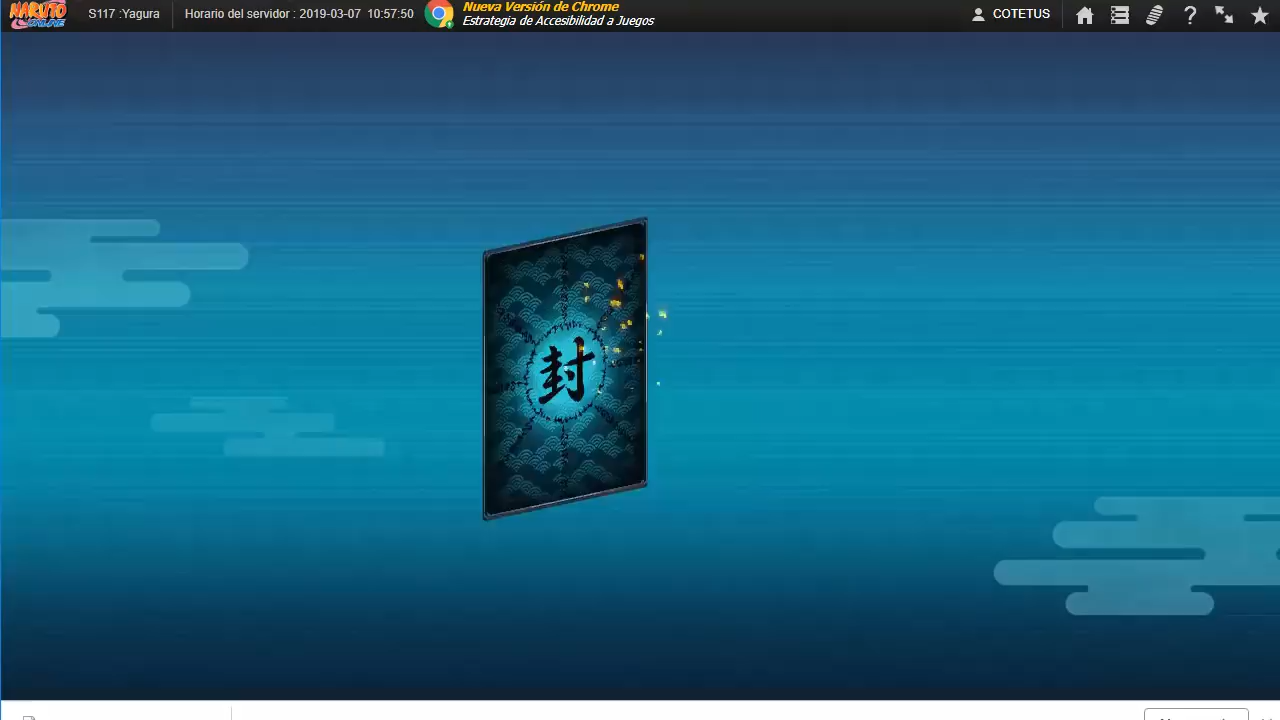 NARUTO
ONLINE
S117 :Yagura
Horario del servidor : 2019-03-07 10:57:50
Nueva Versión de Chrome
Estrategia de Accesibilidad a Juegos
COTETUS
?
封